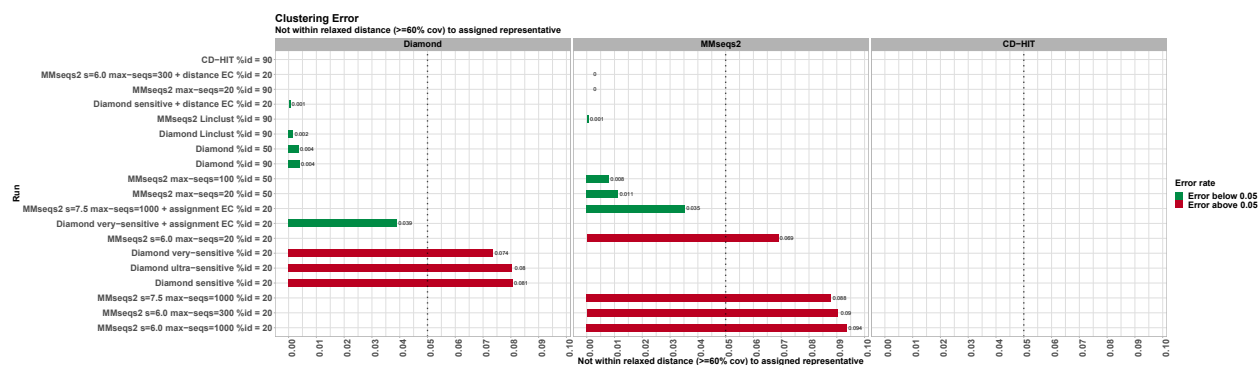 Clustering Error
Not within relaxed distance (>=60% cov) to assigned representative
Diamond
MMseqs2
CD−HIT
CD−HIT %id = 90
MMseqs2 s=6.0 max−seqs=300 + distance EC %id = 20
0
MMseqs2 max−seqs=20 %id = 90
0
Diamond sensitive + distance EC %id = 20
0.001
MMseqs2 Linclust %id = 90
0.001
Diamond Linclust %id = 90
0.002
Diamond %id = 50
0.004
Diamond %id = 90
0.004
MMseqs2 max−seqs=100 %id = 50
0.008
MMseqs2 max−seqs=20 %id = 50
0.011
MMseqs2 s=7.5 max−seqs=1000 + assignment EC %id = 20
0.035
Diamond very−sensitive + assignment EC %id = 20
0.039
MMseqs2 s=6.0 max−seqs=20 %id = 20
0.069
Diamond very−sensitive %id = 20
0.074
Diamond ultra−sensitive %id = 20
0.08
Diamond sensitive %id = 20
0.081
MMseqs2 s=7.5 max−seqs=1000 %id = 20
0.088
MMseqs2 s=6.0 max−seqs=300 %id = 20
0.09
MMseqs2 s=6.0 max−seqs=1000 %id = 20
0.094
Run
0.00 0.01 0.02 0.03 0.04 0.05 0.06 0.07 0.08 0.09 0.10
0.00 0.01 0.02 0.03 0.04 0.05 0.06 0.07 0.08 0.09 0.10
0.00 0.01 0.02 0.03 0.04 0.05 0.06 0.07 0.08 0.09 0.10
Not within relaxed distance (>=60% cov) to assigned representative
Error rate
Error below 0.05
Error above 0.05